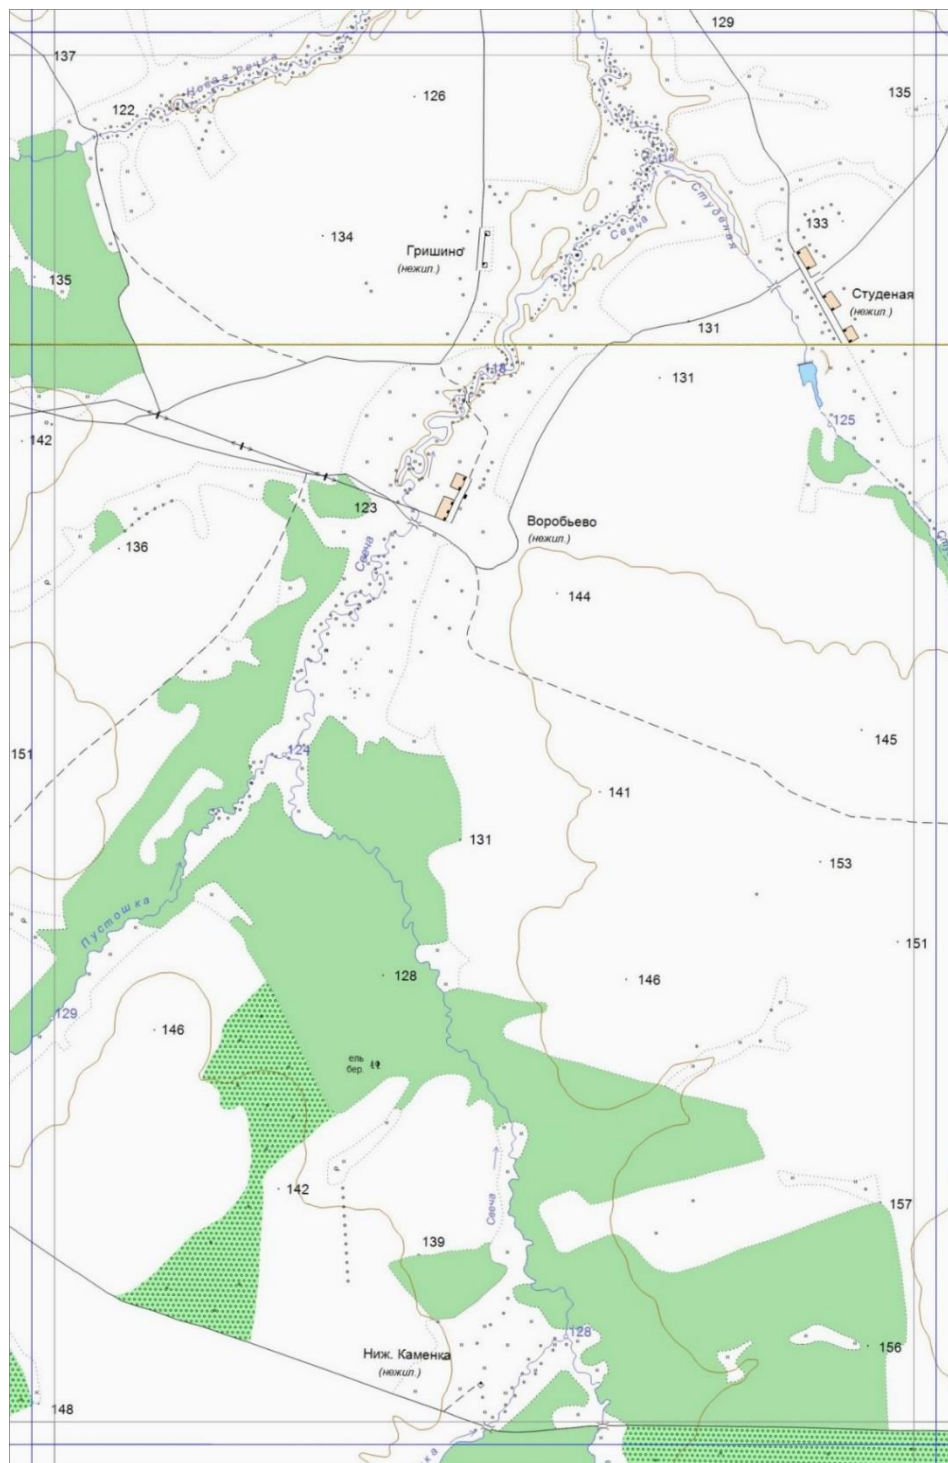 129
137
Новая Речка
126
135
122
118
Студеная
133
Свеча
134
Гришино
(нежил.)
135
Студеная
(нежил.)
131
118
131
125
142
123
Воробьево
(нежил.)
136
Свеча
Р
144
145
124
151
141
131
153
Р
Пустошка
151
128
146
129
146
ель
бер.
Р
142
Свеча
157
139
128
Ниж. Каменка
(нежил.)
156
148